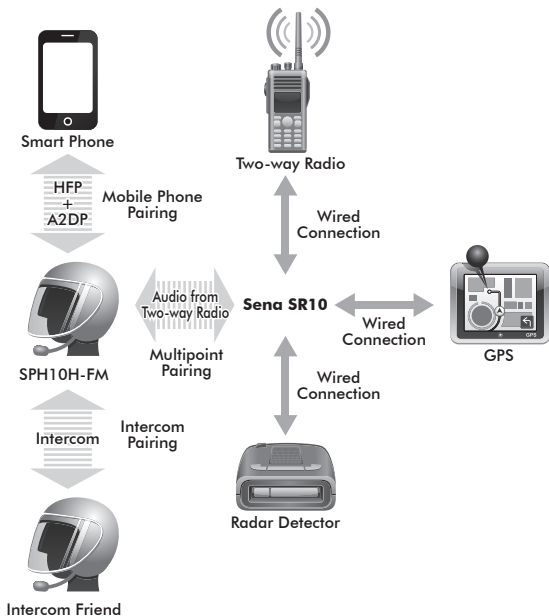 Smart Phone
Two-way Radio
HFP
+
A2DP
Mobile Phone
Pairing
Wired
Connection
Audio from
Two-way Radio
Sena SR10
Multipoint
Pairing
Wired
Connection
GPS
GPS
SPH10H-FM
Wired
Connection
Intercom
Intercom
Pairing
Radar Detector
Intercom Friend